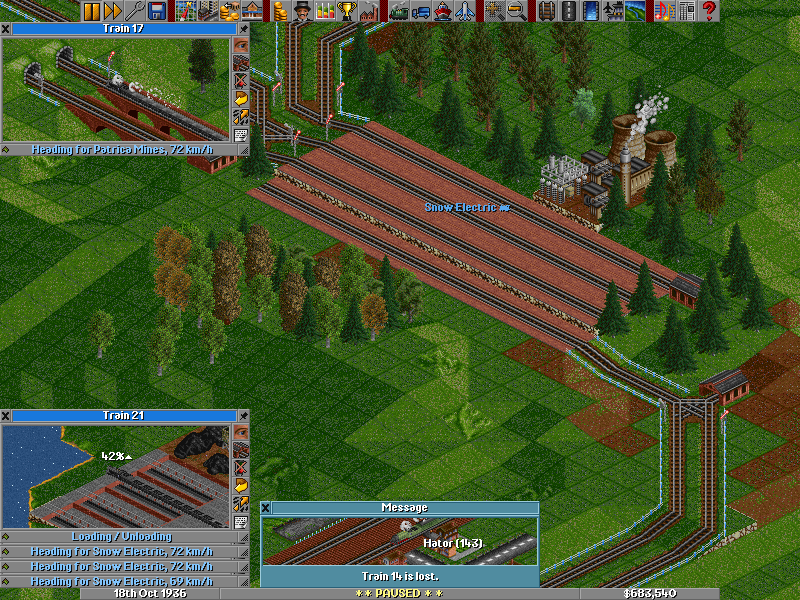 Train 17
Heading for Patrica Mines, 72 km/h
Snow Electric
Train 21
42%
Loading / Unloading
Heading for Snow Electric, 72 km/h
Heading for Snow Electric, 72 km/h
Heading for Snow Electric, 69 km/h
Message
Hator (143)
Train 14 is lost.
18th Oct 1936
** PAUSED **
$683,540